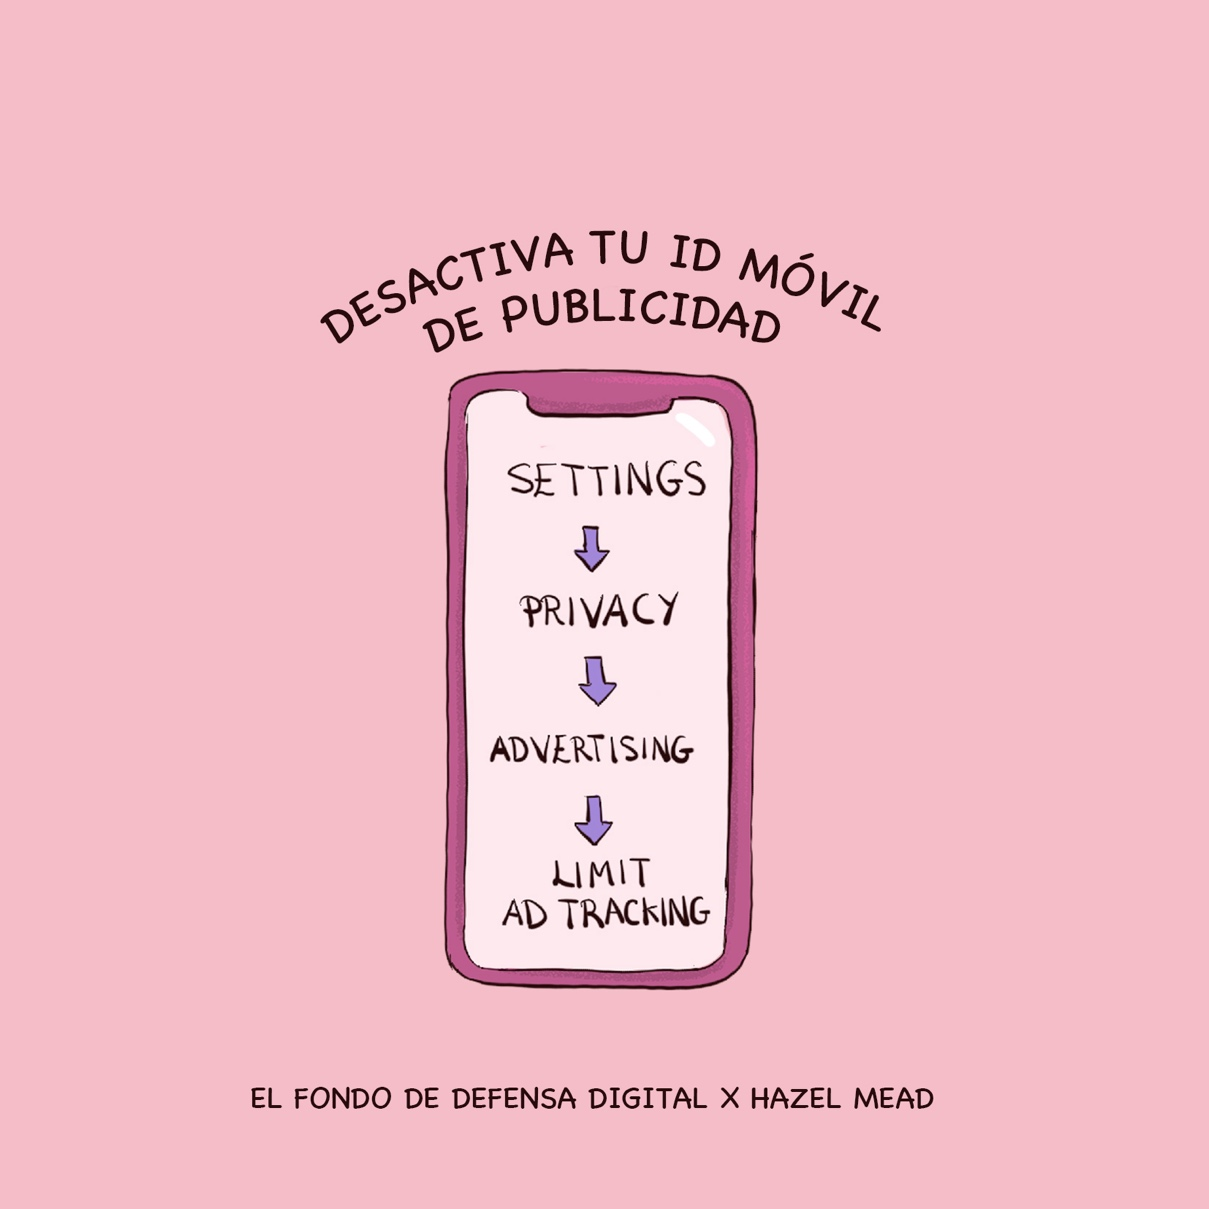 DESACTIVA TU ID MÓVIL
DE PUBLICIDAD
SETTINGS
PRIVACY
ADVERTISING
LIMIT
AD TRACKING
EL FONDO DE DEFENSA DIGITAL X HAZEL MEAD